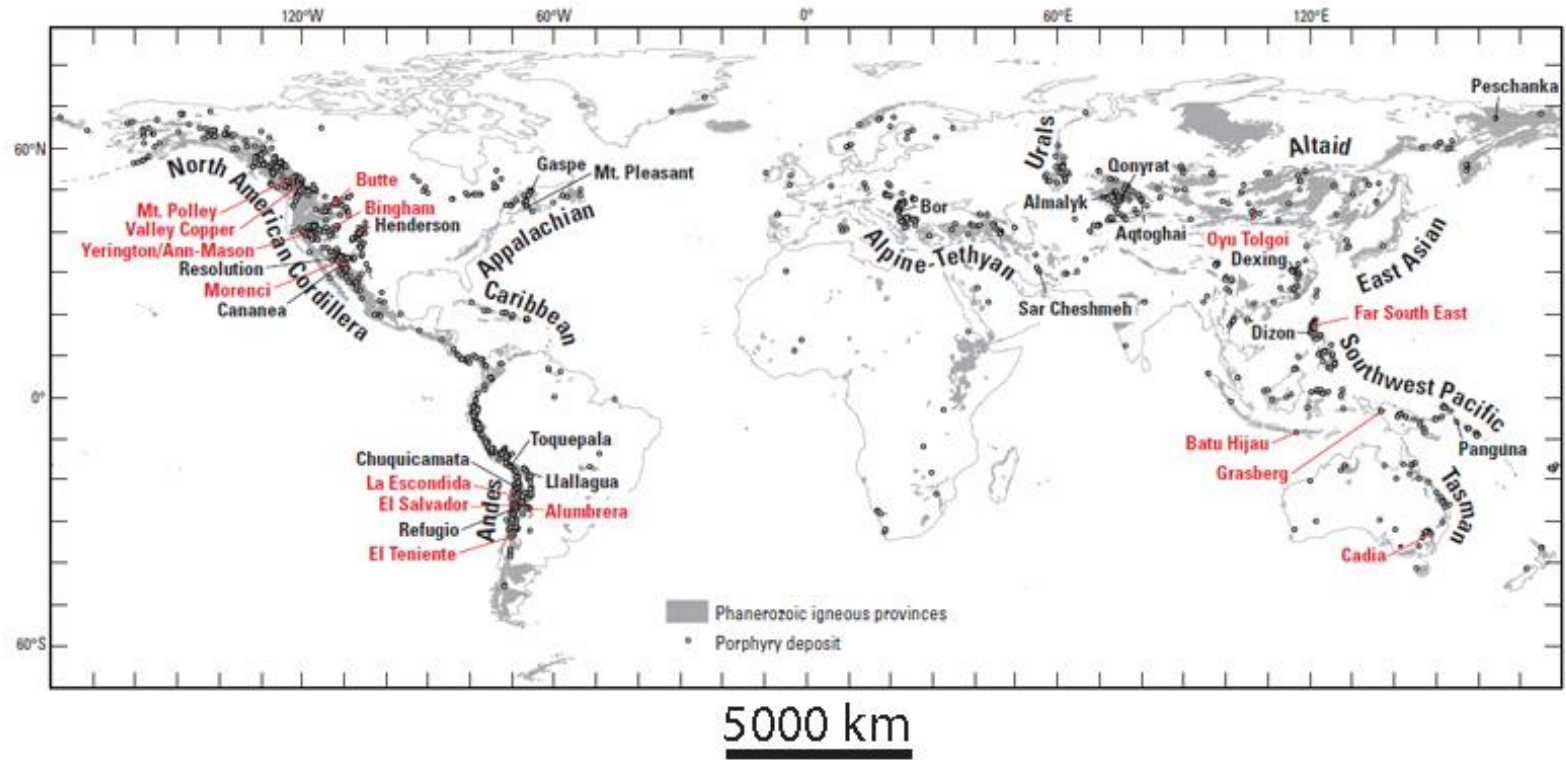 120°W
60°W
0°
60°E
120°E
60°N
0°
60°S
North American Cordillera
Mt. Polley
Valley Copper
Yerington/Ann-Mason
Resolution
Morenci
Cananea
Butte
Bingham
Henderson
Gaspe
Mt. Pleasant
Appalachian
Caribbean
Toquepala
Chuquicamata
La Escondida
El Salvador
Refugio
El Teniente
Andes
Llallagua
Alumbrera
Urals
Qonyrat
Almalyk
Aqtoghai
Bor
Alpine-Tethyan
Sar Cheshmeh
Altaid
Peschanka
Oyu Tolgoi
Dexing
East Asian
Far South East
Dizon
Southwest Pacific
Batu Hijau
Grasberg
Panguna
Tasman
Cadia
Phanerozoic igneous provinces
Porphyry deposit
5000 km